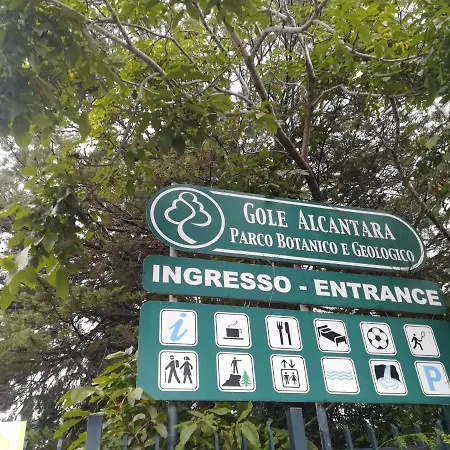 GOLE ALCANTARA
PARCO BOTANICO E GEOLOGICO
INGRESSO - ENTRANCE
i
P